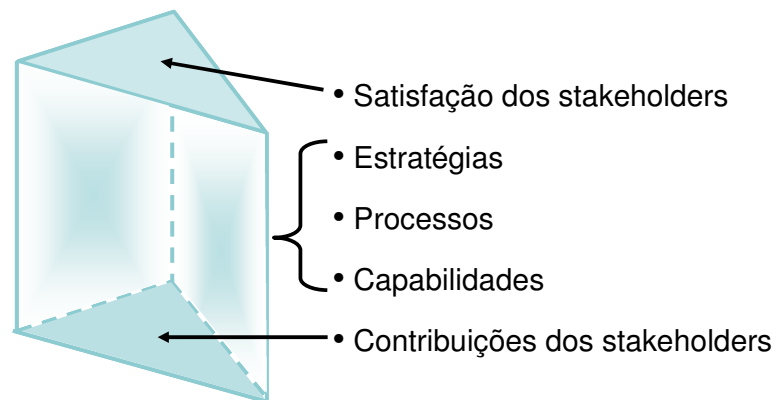 • Satisfação dos stakeholders
• Estratégias
• Processos
• Capabilidades
• Contribuições dos stakeholders